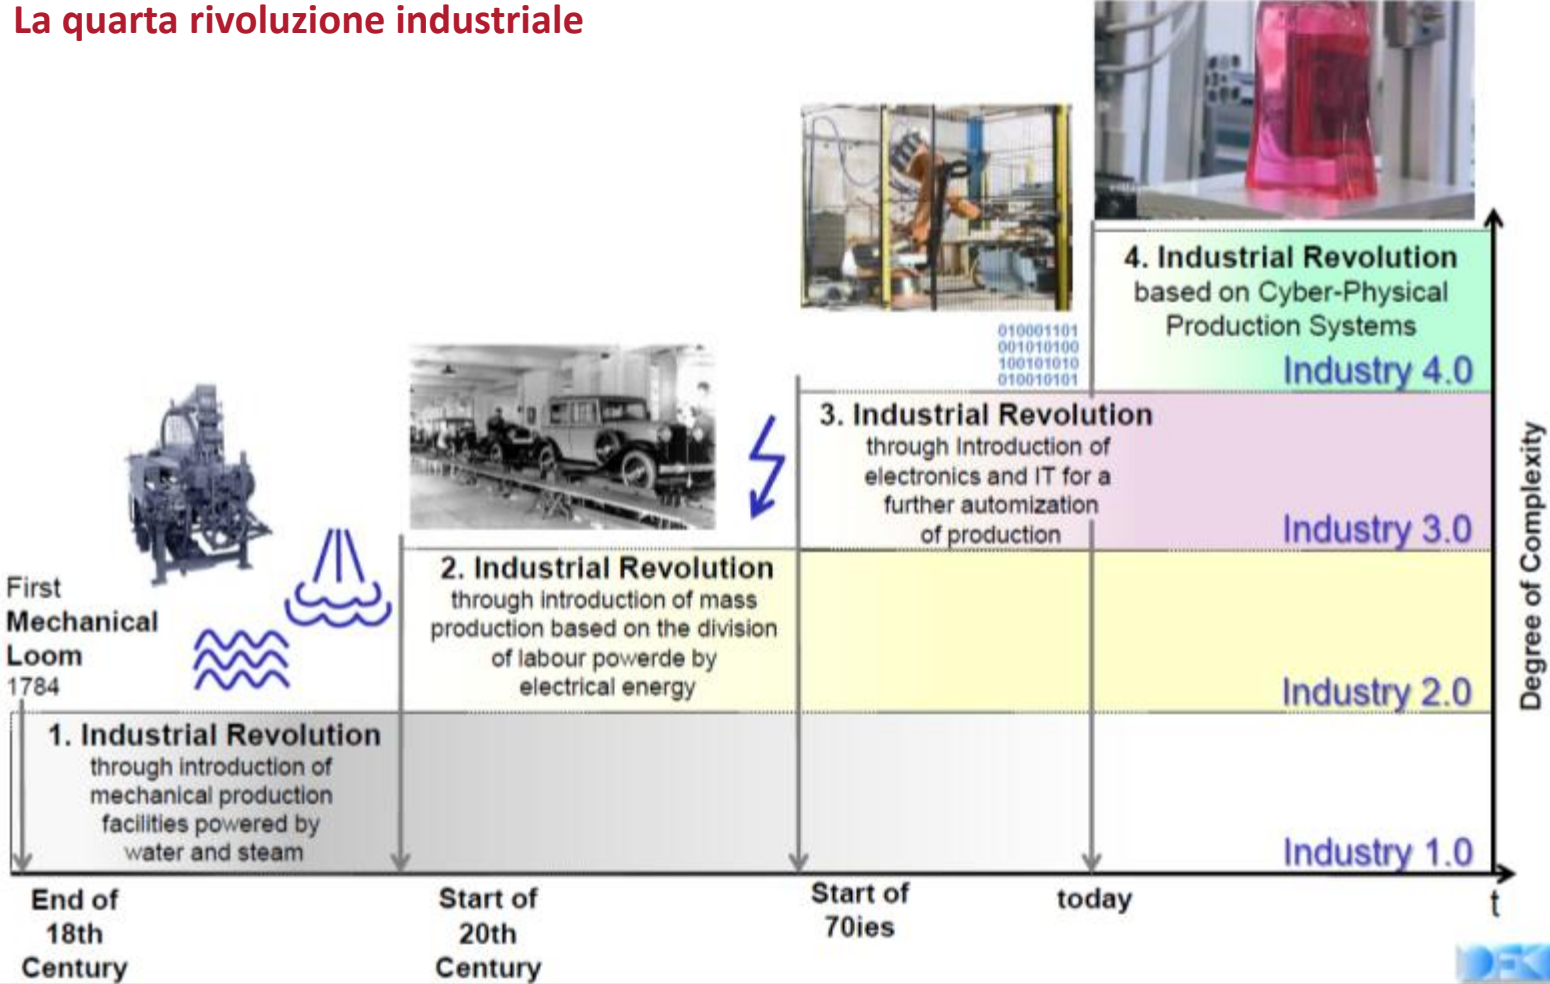 La quarta rivoluzione industriale
010001101
001010100
100101010
010010101
4. Industrial Revolution
based on Cyber-Physical
Production Systems
Industry 4.0
3. Industrial Revolution
through Introduction of
electronics and IT for a
further automization
of production
Industry 3.0
2. Industrial Revolution
through introduction of mass
production based on the division
of labour powerde by
electrical energy
Industry 2.0
First
Mechanical
Loom
1784
1. Industrial Revolution
through introduction of
mechanical production
facilities powered by
water and steam
Industry 1.0
Degree of Complexity
End of
18th
Century
Start of
20th
Century
Start of
70ies
today
t
DFK